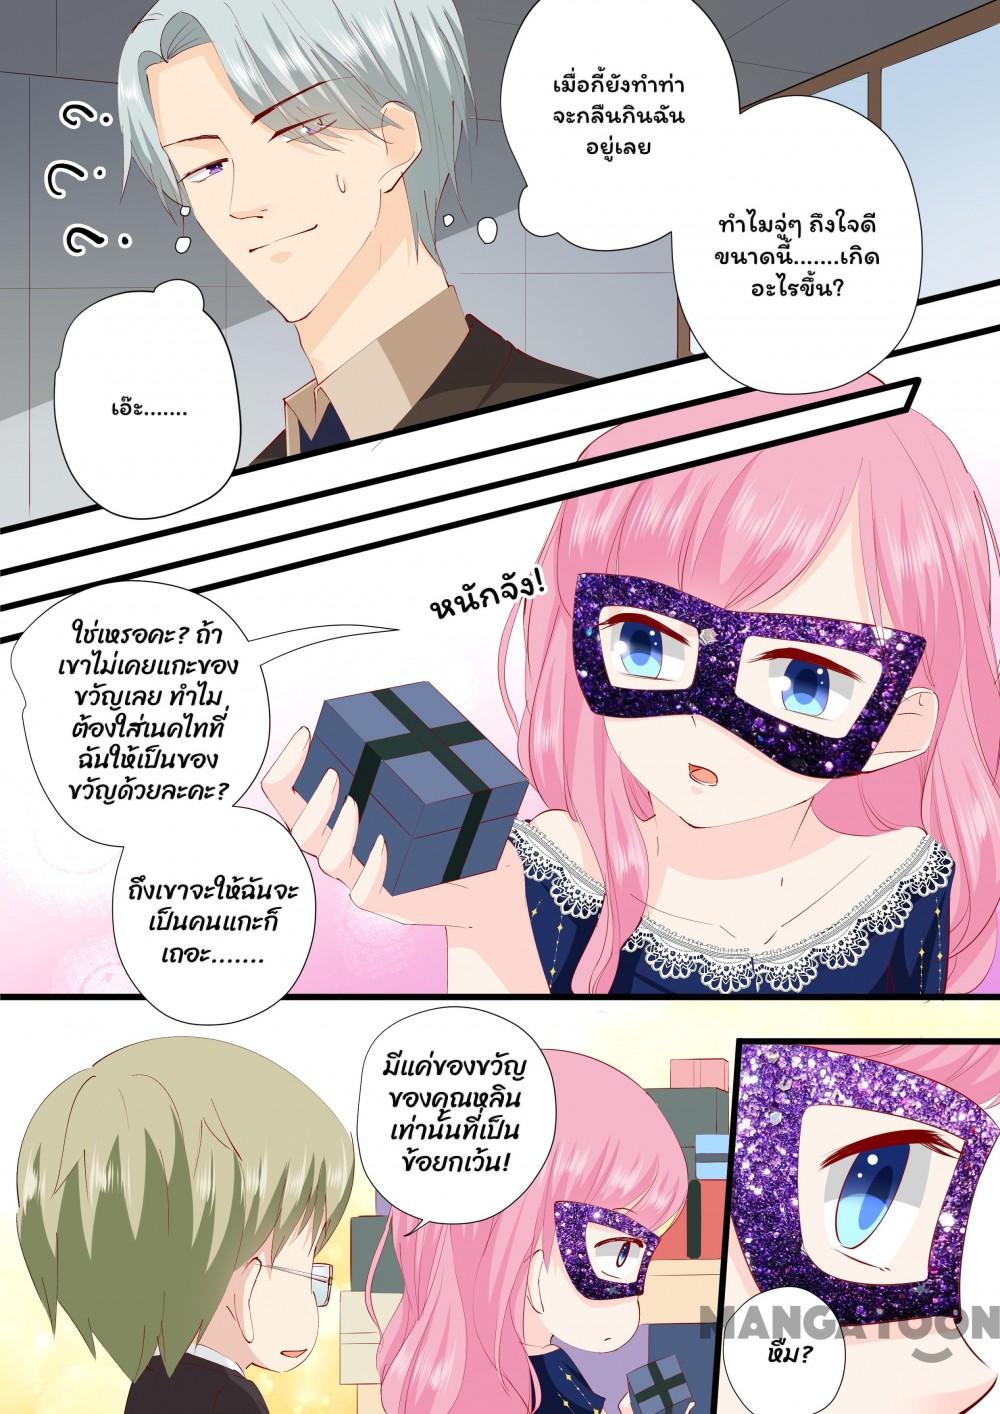 เมื่อกี้ยังทำท่า
จะกลืนกินฉัน
อยู่เลย
ทำไมจู่ๆ ถึงใจดี
ขนาดนี้.......เกิด
อะไรขึ้น?
เอ๊ะ.......
หนักจัง!
ใช่เหรอคะ? ถ้า
เขาไม่เคยแกะของ
ขวัญเลย ทำไม
ต้องใส่เนคไทที่
ฉันให้เป็นของ
ขวัญด้วยละคะ?
ถึงเขาจะให้ฉันจะ
เป็นคนแกะก็
เถอะ.......
มีแค่ของขวัญ
ของคุณหลิน
เท่านั้นที่เป็น
ข้อยกเว้น!
หืม?
MANGATOON